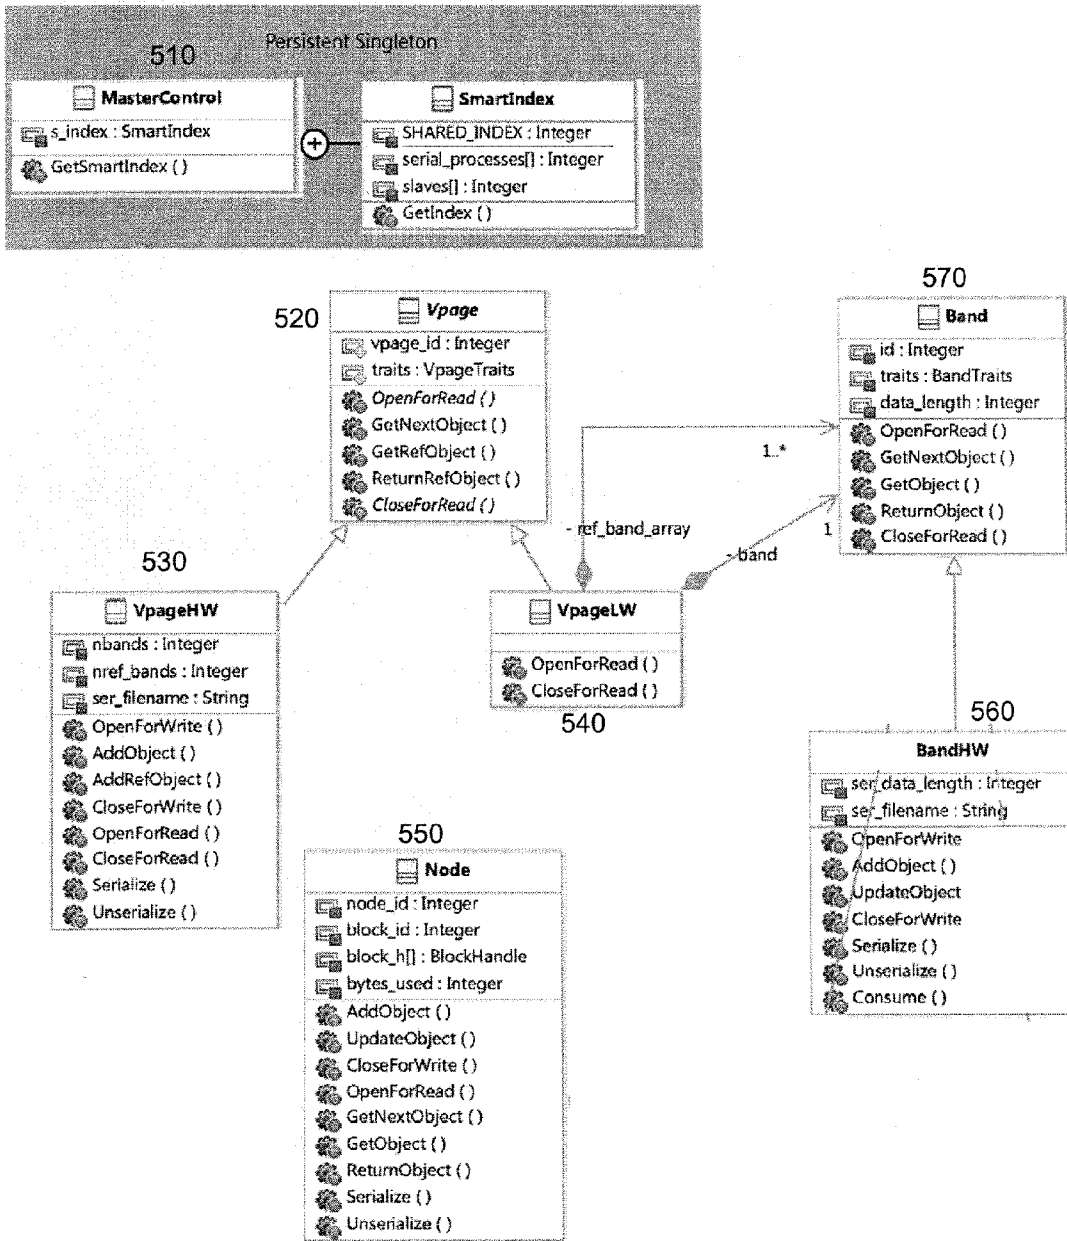 Persistent Singleton
510
MasterControl
s_index : SmartIndex
GetSmartIndex ( )
SmartIndex
SHARED_INDEX : Integer
serial_processes[] : Integer
slaves[] : Integer
GetIndex ( )
520
Vpage
vpage_id : Integer
traits : VpageTraits
OpenForRead ( )
GetNextObject ( )
GetRefObject ( )
ReturnRefObject ( )
CloseForRead ( )
570
Band
id : Integer
traits : BandTraits
data_length : Integer
OpenForRead ( )
GetNextObject ( )
GetObject ( )
ReturnObject ( )
CloseForRead ( )
1..*
- ref_band_array
- band
1
530
VpageHW
nbands : Integer
nref_bands : Integer
ser_filename : String
OpenForWrite ( )
AddObject ( )
AddRefObject ( )
CloseForWrite ( )
OpenForRead ( )
CloseForRead ( )
Serialize ( )
Unserialize ( )
VpageLW
OpenForRead ( )
CloseForRead ( )
540
560
BandHW
ser_data_length : Integer
ser_filename : String
OpenForWrite
AddObject ( )
UpdateObject
CloseForWrite
Serialize ( )
Unserialize ( )
Consume ( )
550
Node
node_id : Integer
block_id : Integer
block_h[] : BlockHandle
bytes_used : Integer
AddObject ( )
UpdateObject ( )
CloseForWrite ( )
OpenForRead ( )
GetNextObject ( )
GetObject ( )
ReturnObject ( )
Serialize ( )
Unserialize ( )